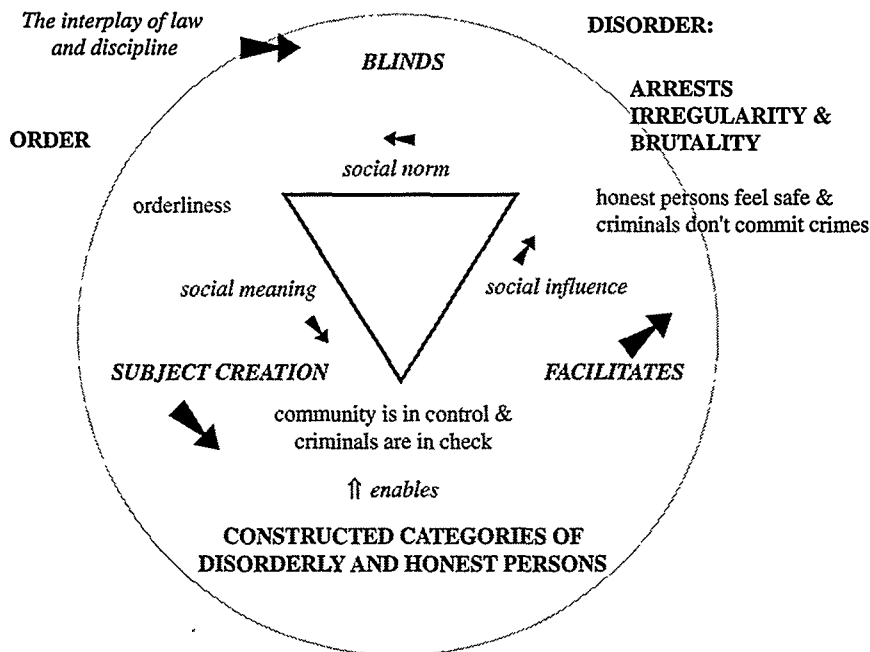 The interplay of law
and discipline
DISORDER:
BLINDS
ARRESTS
IRREGULARITY &
BRUTALITY
ORDER
social norm
orderliness
honest persons feel safe &
criminals don't commit crimes
social meaning
social influence
SUBJECT CREATION
FACILITATES
community is in control &
criminals are in check
⇑ enables
CONSTRUCTED CATEGORIES OF
DISORDERLY AND HONEST PERSONS